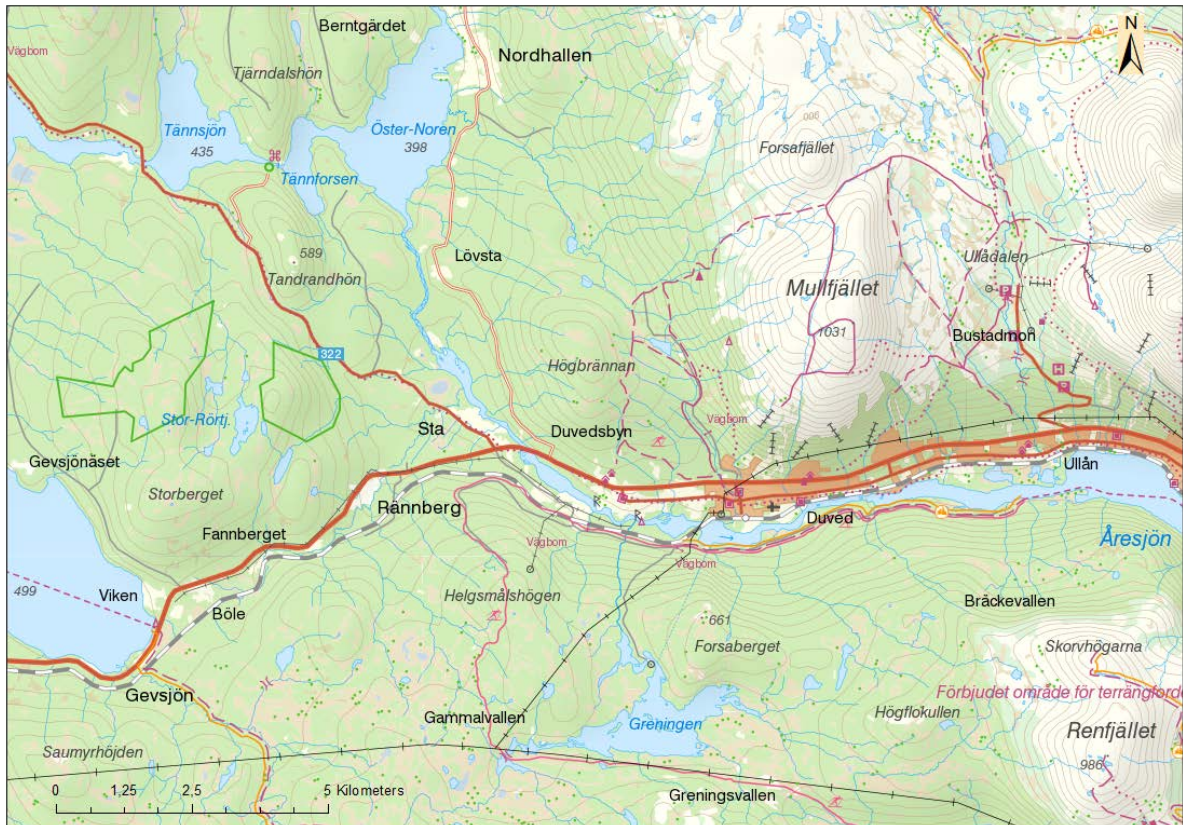 Berntgärdet
N
Vägbom
Nordhallen
Tjärndalshön
Tännsjön
435
Öster-Noren
398
Forsafjället
Tännforsen
589
Tandrandhön
Lövsta
Ullådalen
Mullfjället
P
1031
Bustadmon
322
Högbrännan
H
Stor-Rörtj.
Sta
Duvedsbyn
Vägbom
Gevsjönäset
Storberget
Rännberg
Ullån
Fannberget
Duved
Vägbom
Åresjön
Vägbom
499
Viken
Böle
Helgsmålshögen
Bräckevallen
661
Forsaberget
Skorvhögarna
Gevsjön
Förbjudet område för terrängforde
Gammalvallen
Greningen
Högflokullen
Renfjället
Saumyrhöjden
986
0 1,25 2,5 5 Kilometers
Greningsvallen